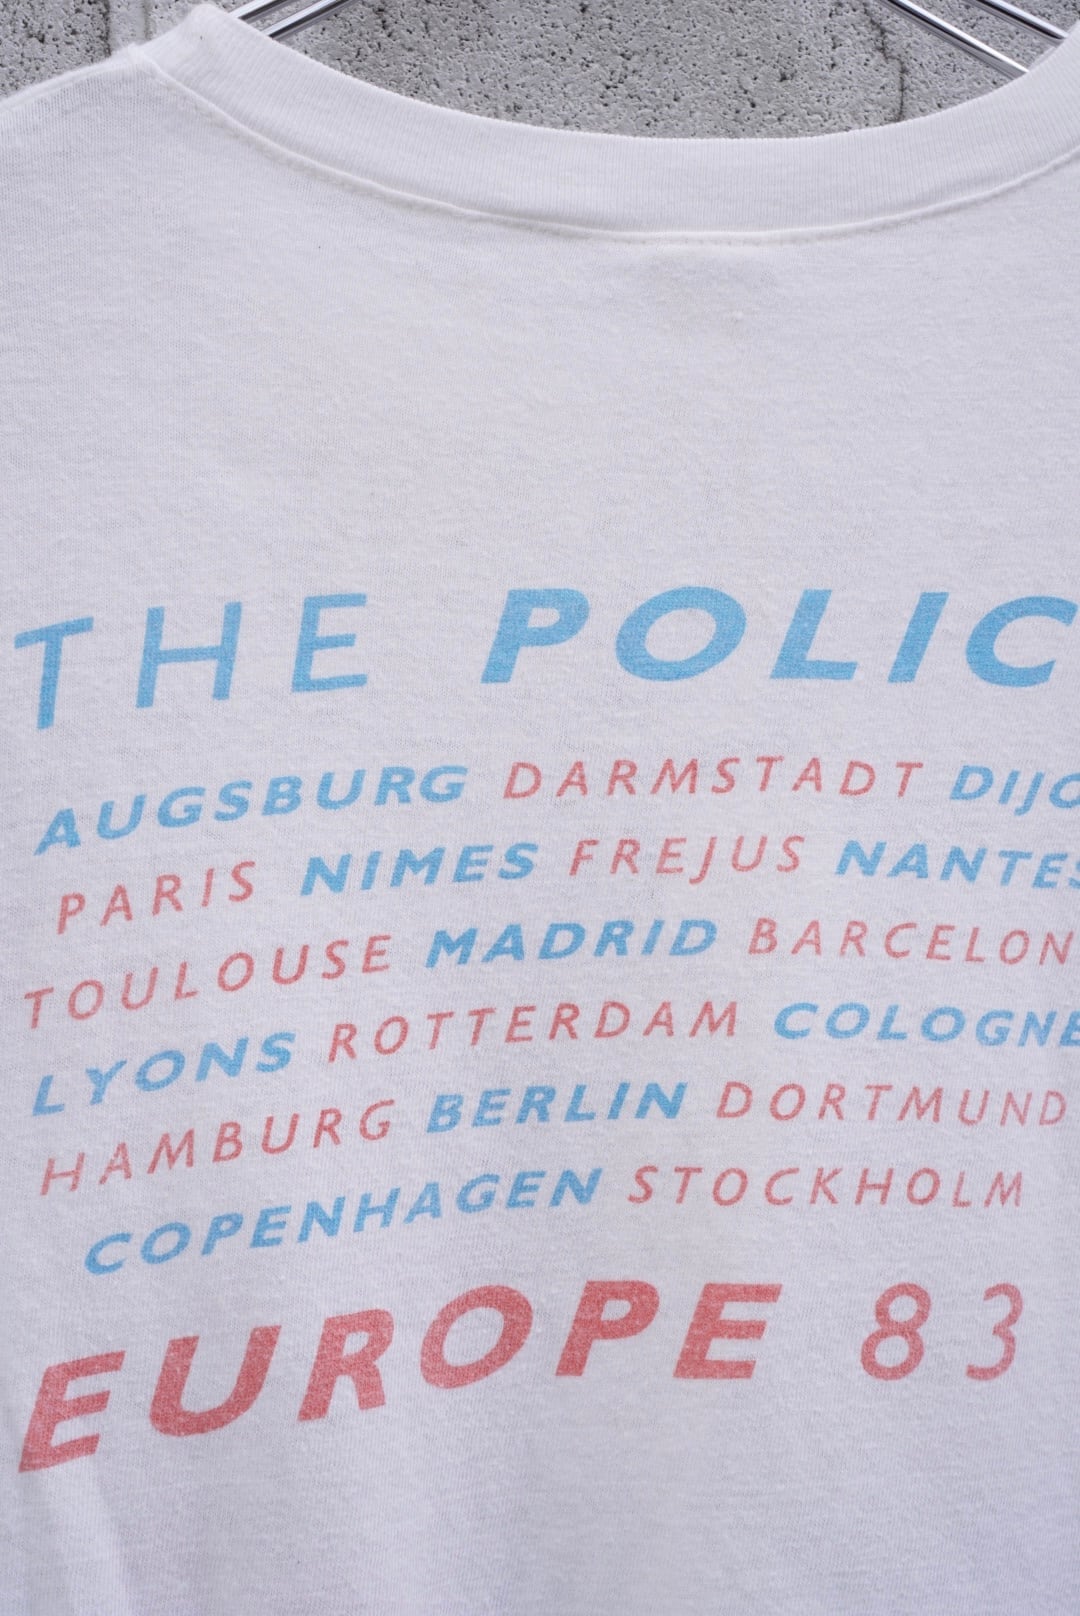 THE POLIC
AUGSBURG DARMSTADT DIJO
PARIS NIMES FREJUS NANTES
TOULOUSE MADRID BARCELON
LYONS ROTTERDAM COLOGNE
HAMBURG BERLIN DORTMUND
COPENHAGEN STOCKHOLM
EUROPE 83